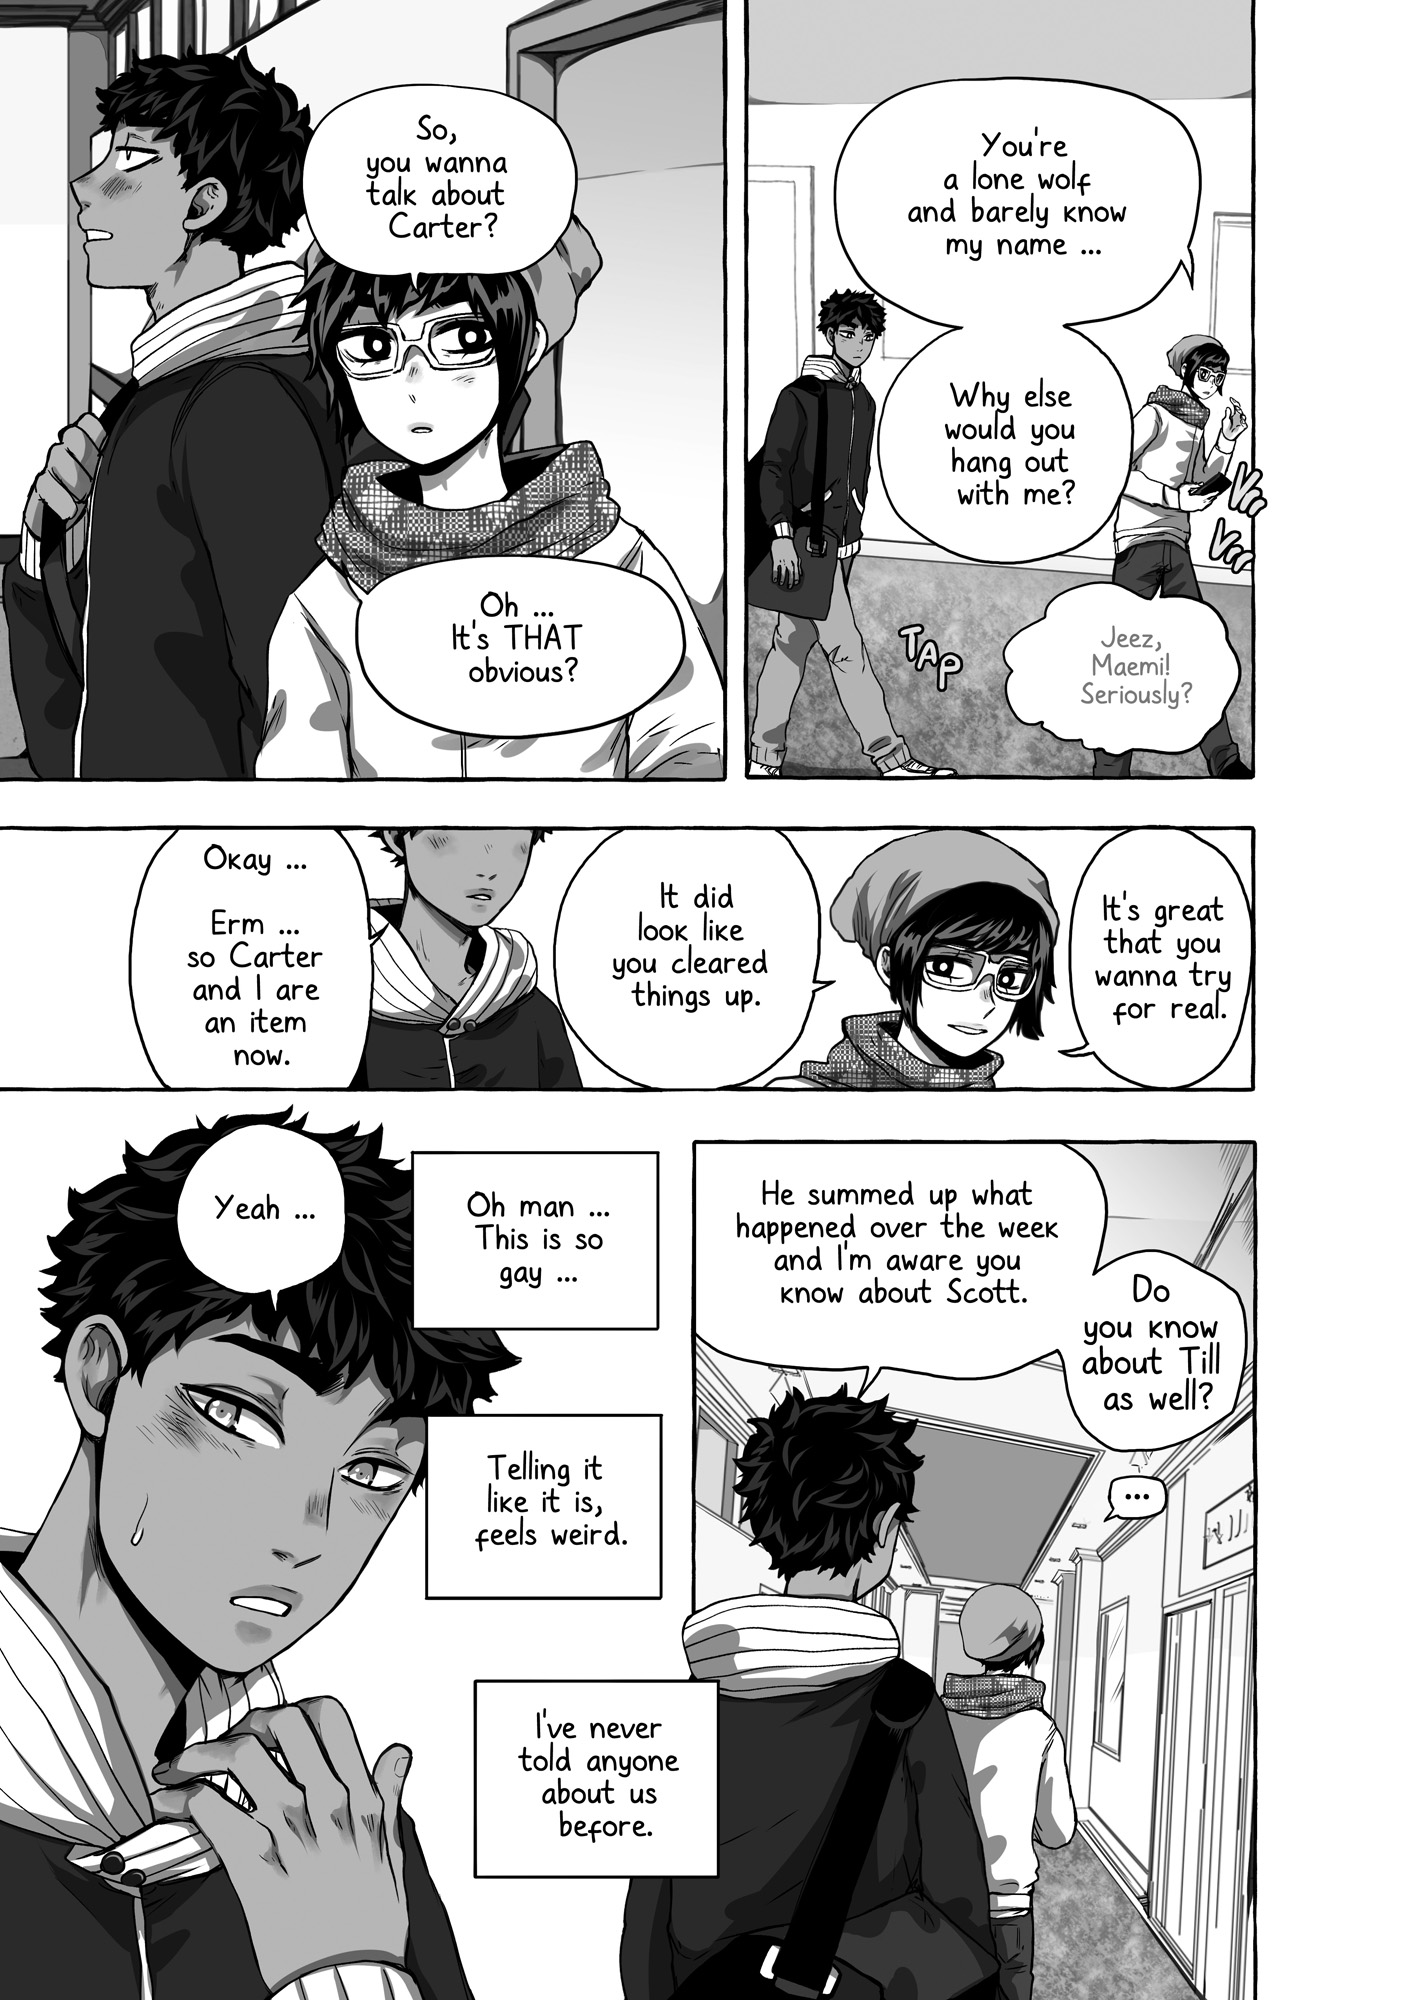 So,
you wanna
talk about
Carter?
Oh ...
It's THAT
obvious?
You're
a lone wolf
and barely know
my name ...
Why else
would you
hang out
with me?
Vrr
Vrr
TAP
Jeez,
Maemi!
Seriously?
Okay ...
Erm ...
so Carter
and I are
an item
now.
It did
look like
you cleared
things up.
It's great
that you
wanna try
for real.
Yeah ...
Oh man ...
This is so
gay ...
Telling it
like it is,
feels weird.
I've never
told anyone
about us
before.
He summed up what
happened over the week
and I'm aware you
know about Scott.
Do
you know
about Till
as well?
...